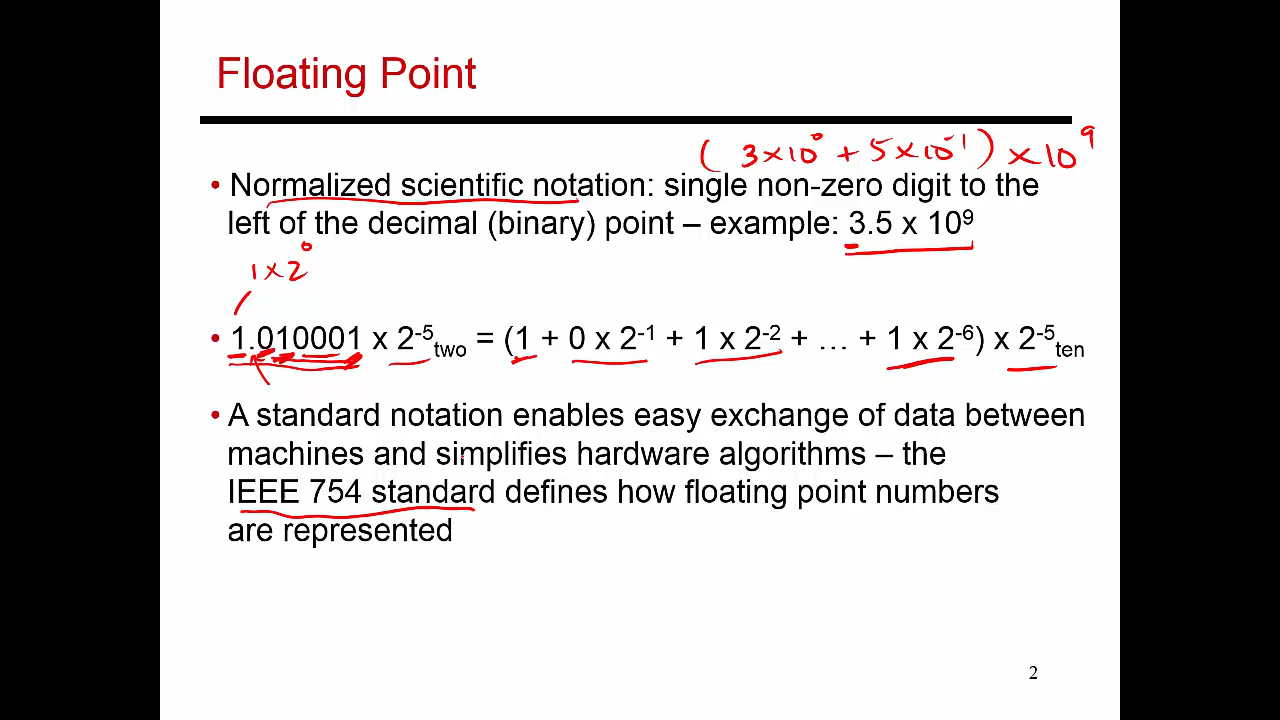 Floating Point
(3×10⁰ + 5×10⁻¹) × 10⁹
• Normalized scientific notation: single non-zero digit to the
left of the decimal (binary) point – example: 3.5 x 10⁹
1×2⁰
• 1.010001 x 2⁻⁵two = (1 + 0 x 2⁻¹ + 1 x 2⁻² + … + 1 x 2⁻⁶) x 2⁻⁵ten
• A standard notation enables easy exchange of data between
machines and simplifies hardware algorithms – the
IEEE 754 standard defines how floating point numbers
are represented
2